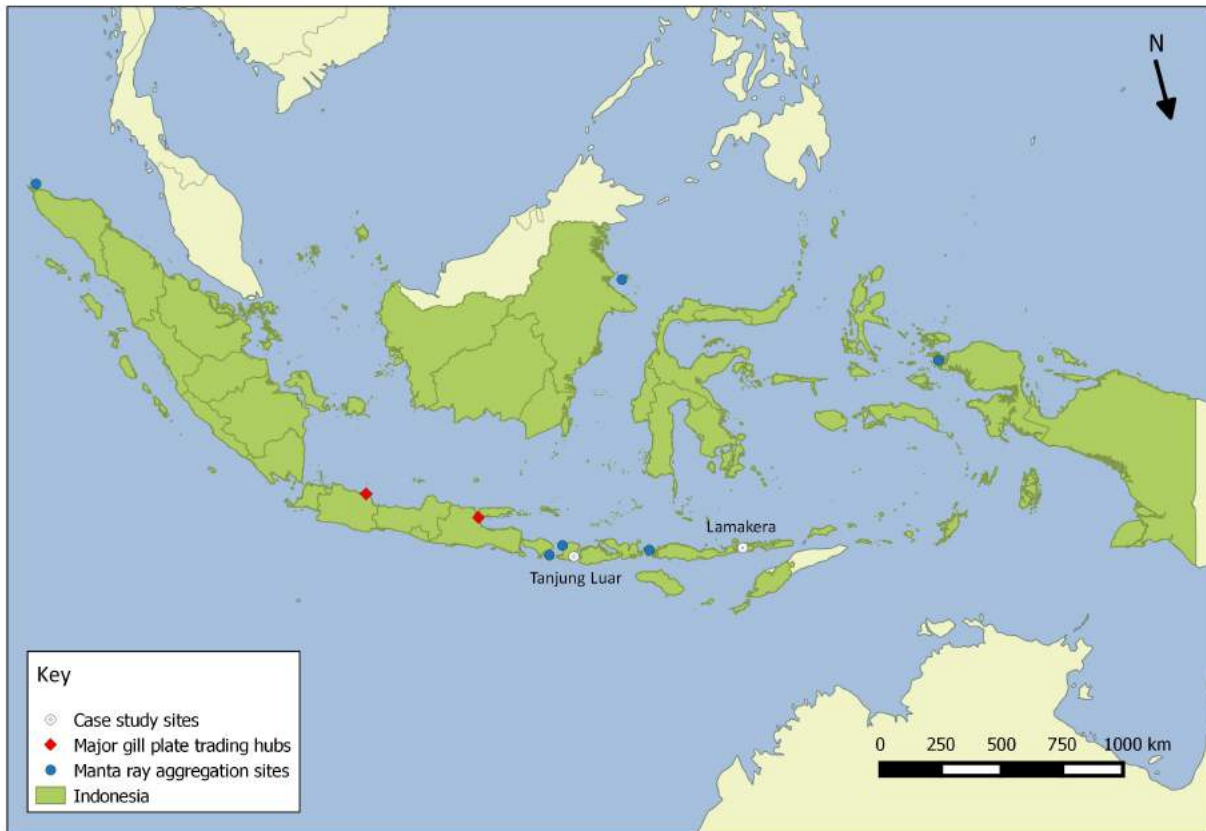 N
Lamakera
Tanjung Luar
Key
Case study sites
Major gill plate trading hubs
Manta ray aggregation sites
Indonesia
0 250 500 750 1000 km